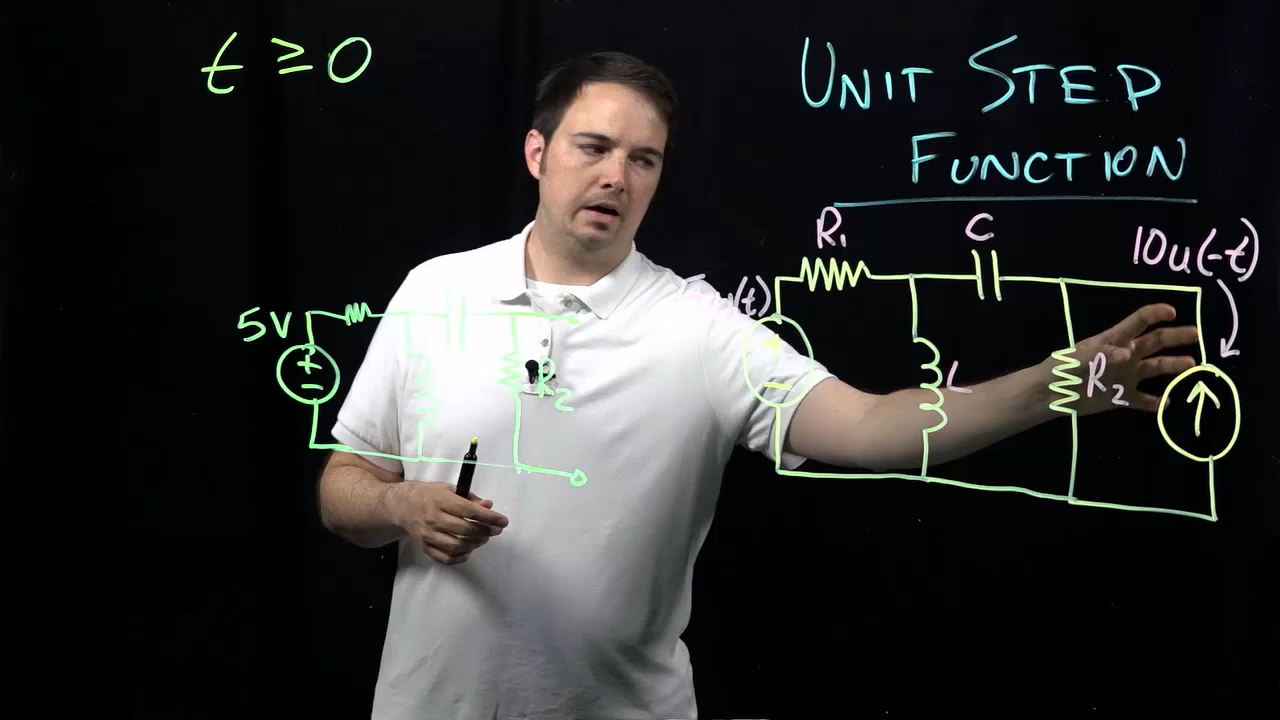 t ≥ 0
UNIT STEP
FUNCTION
R₁
C
10u(-t)
u(t)
5V
+
-
R₂
+
-
L
R₂